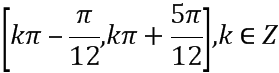 [kπ − π/12, kπ + 5π/12], k ∈ Z